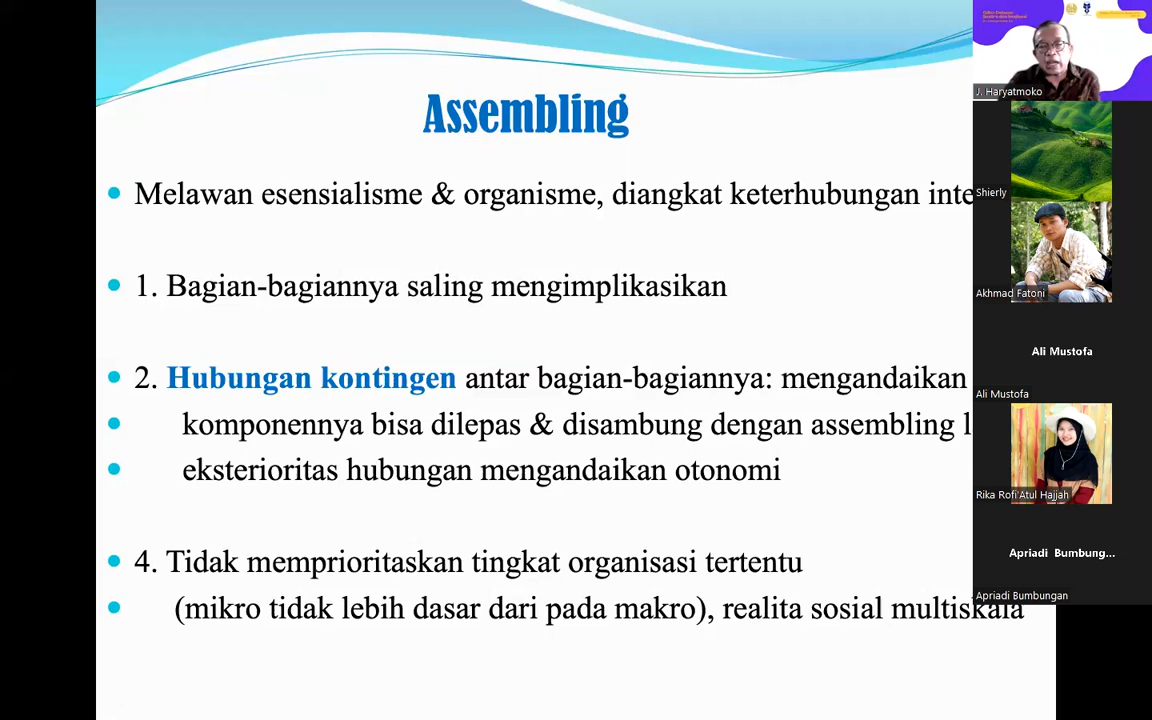 Assembling
Melawan esensialisme & organisme, diangkat keterhubungan
1. Bagian-bagiannya saling mengimplikasikan
2. Hubungan kontingen antar bagian-bagiannya: mengandaikan
komponennya bisa dilepas & disambung dengan assembling
eksterioritas hubungan mengandaikan otonomi
4. Tidak memprioritaskan tingkat organisasi tertentu
(mikro tidak lebih dasar dari pada makro), realita sosial multiskala
J. Haryatmoko
Shierly
Akhmad Fatoni
Ali Mustofa
Ali Mustofa
Rika Rofi'Atul Hajjah
Apriadi Bumbung...
Apriadi Bumbungan